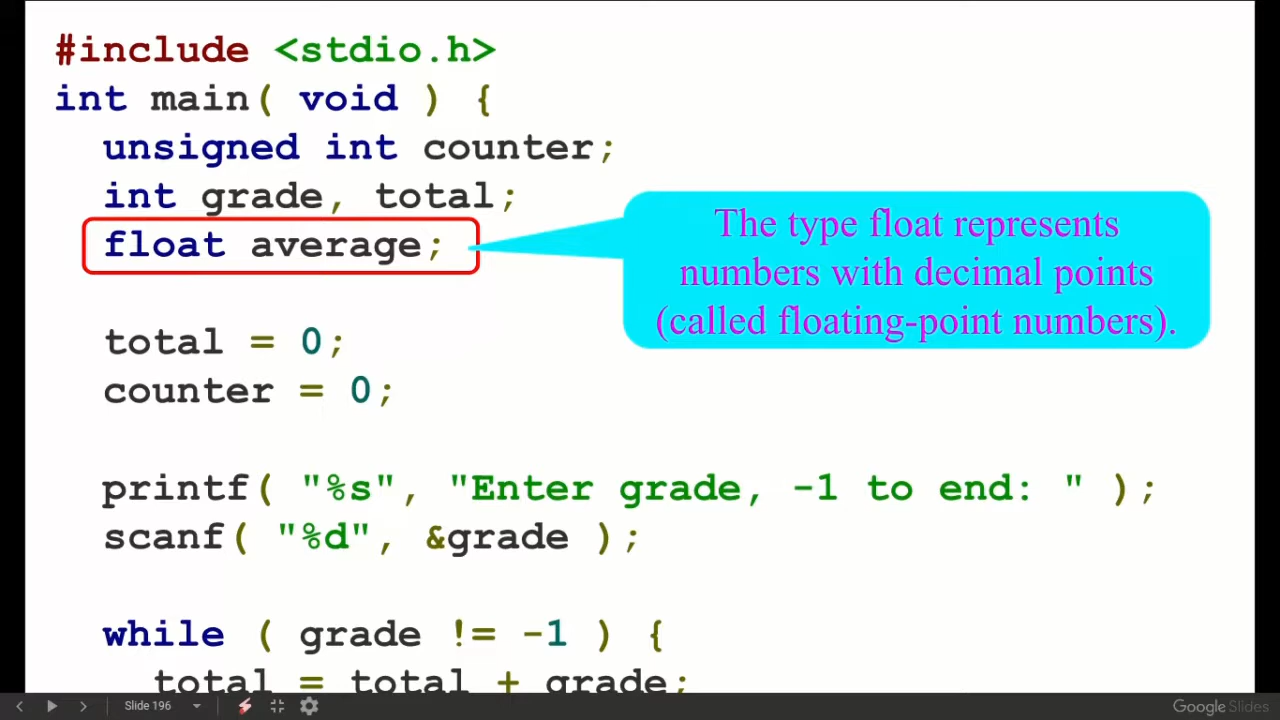 #include <stdio.h>
int main( void ) {
unsigned int counter;
int grade, total;
float average;
The type float represents
numbers with decimal points
(called floating-point numbers).
total = 0;
counter = 0;
printf( "%s", "Enter grade, -1 to end: " );
scanf( "%d", &grade );
while ( grade != -1 ) {
total = total + grade;
Slide 196
Google Slides